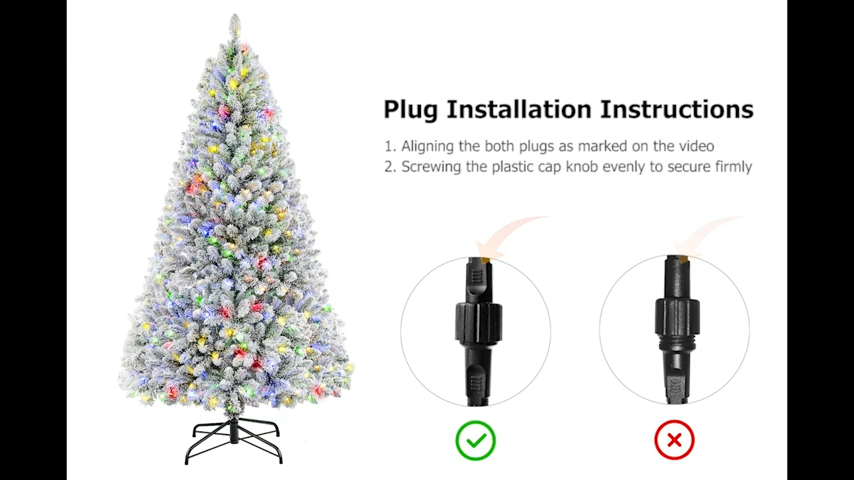 Plug Installation Instructions
1. Aligning the both plugs as marked on the video
2. Screwing the plastic cap knob evenly to secure firmly